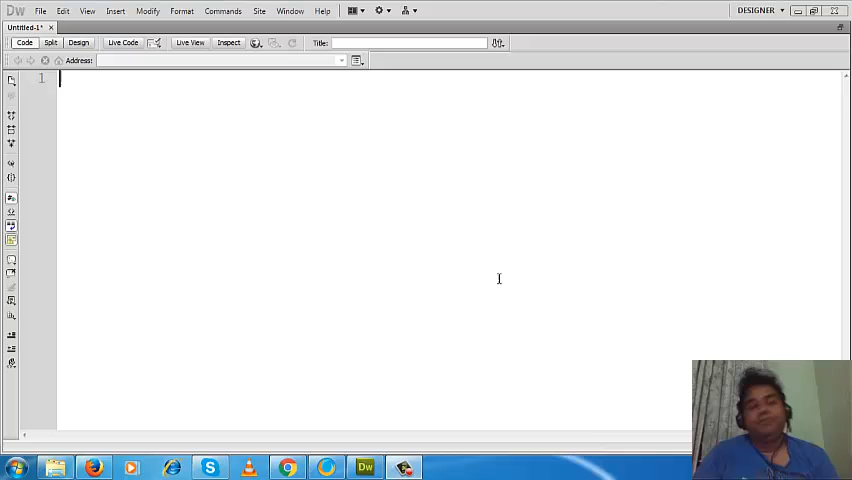 Dw File Edit View Insert Modify Format Commands Site Window Help DESIGNER
Untitled-1*
Code Split Design Live Code Live View Inspect Title:
Address:
1
Dw